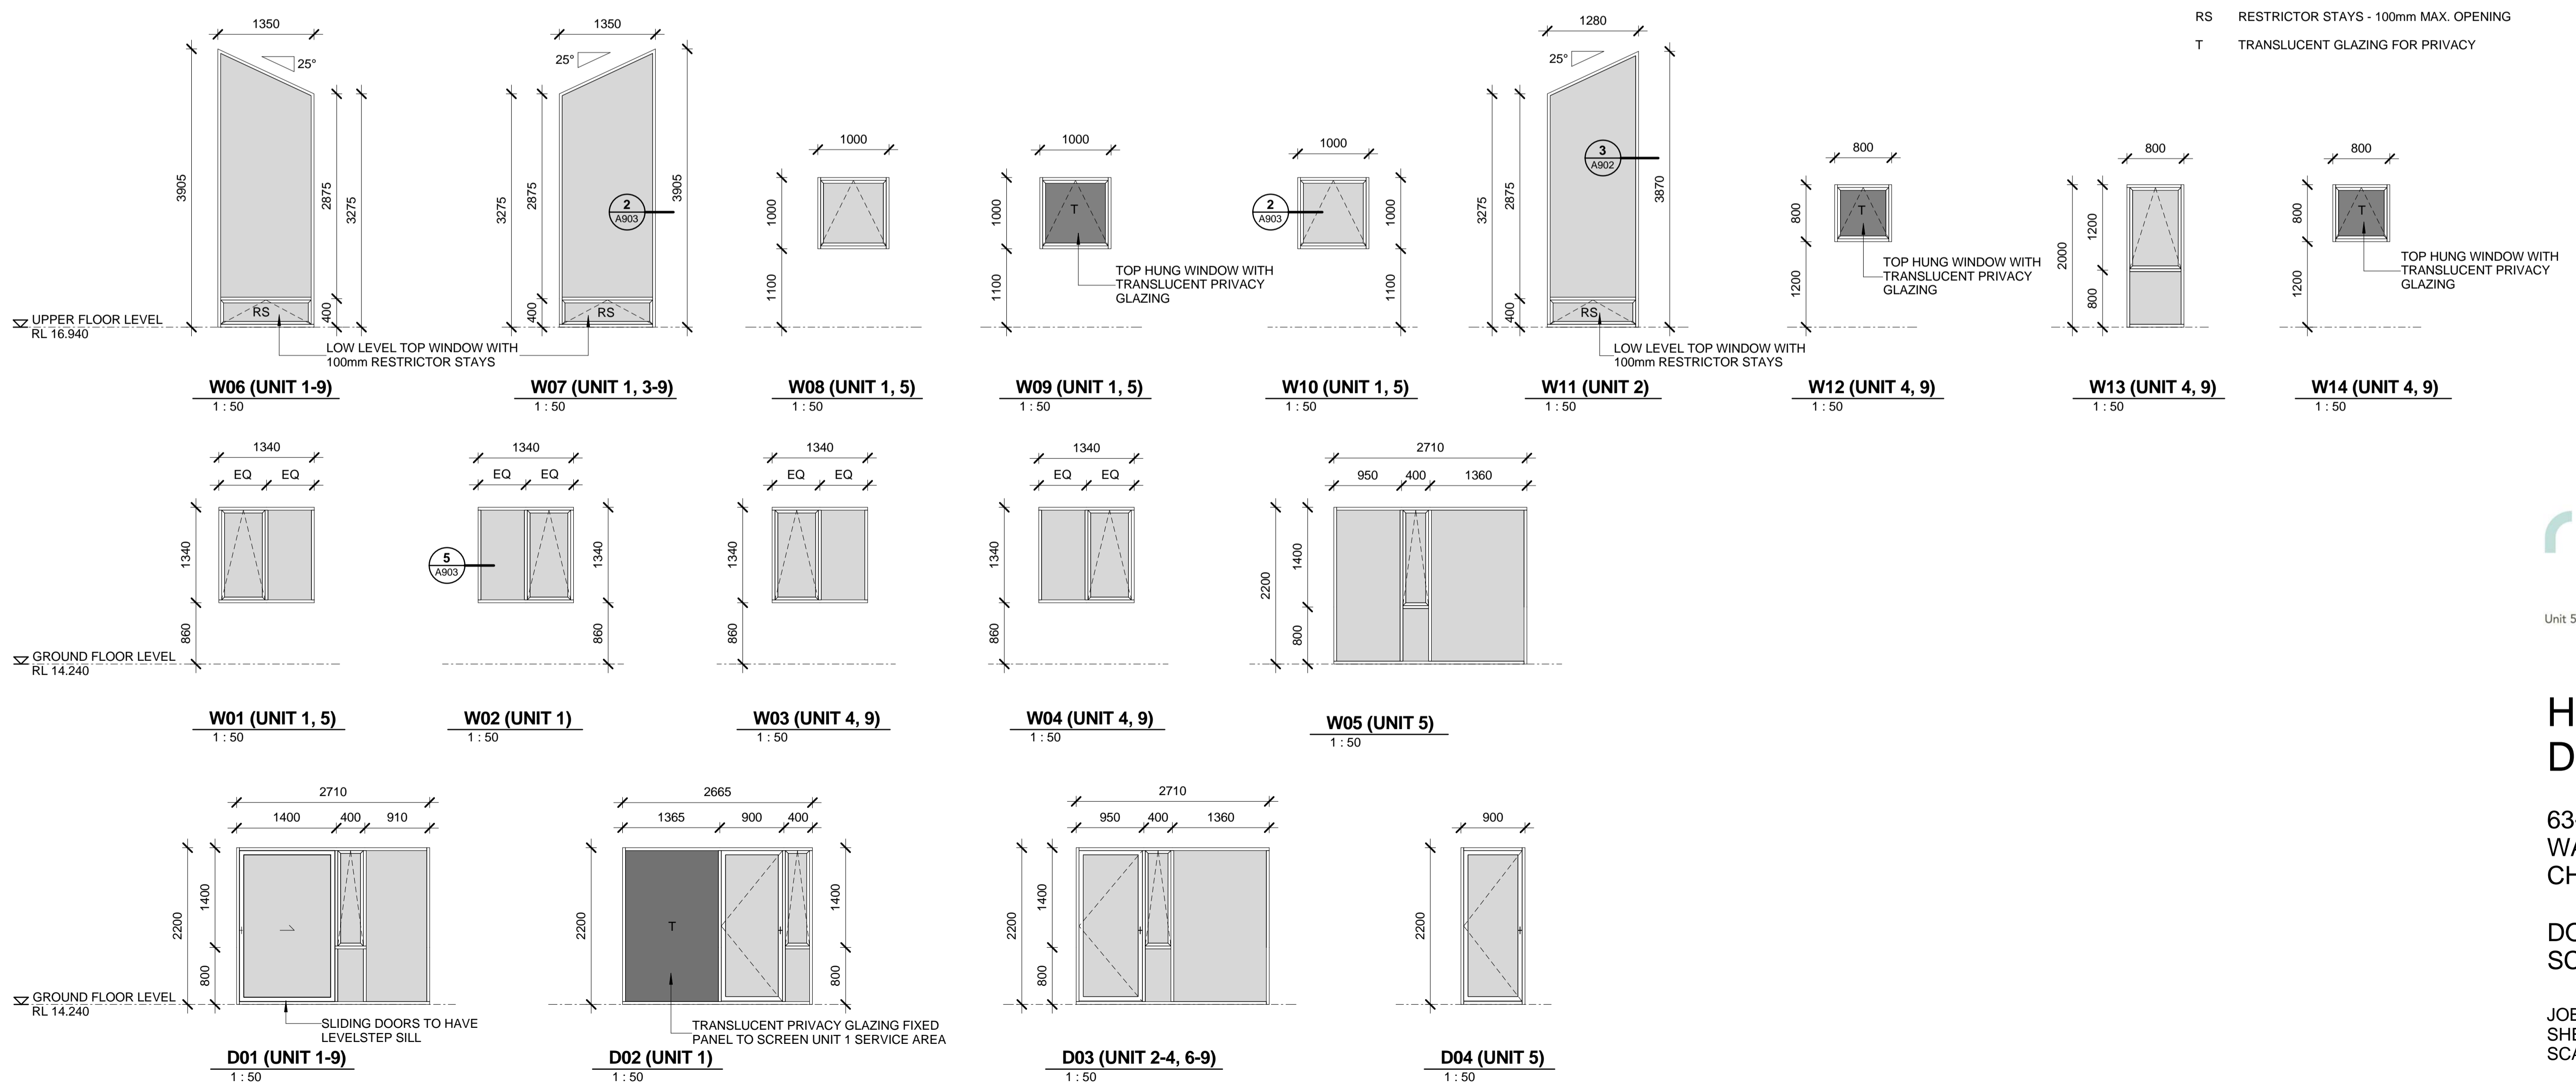 RS RESTRICTOR STAYS - 100mm MAX. OPENING
T TRANSLUCENT GLAZING FOR PRIVACY
1350
25°
3905
2875
3275
400
RS
1350
25°
3275
2875
400
3905
2
A903
RS
1000
1000
1100
1000
1000
1100
T
TOP HUNG WINDOW WITH
TRANSLUCENT PRIVACY
GLAZING
1000
2
A903
1000
1100
1280
25°
3275
2875
400
3870
3
A902
RS
800
800
1200
T
TOP HUNG WINDOW WITH
TRANSLUCENT PRIVACY
GLAZING
800
2000
1200
800
800
800
1200
T
TOP HUNG WINDOW WITH
TRANSLUCENT PRIVACY
GLAZING
UPPER FLOOR LEVEL
RL 16.940
LOW LEVEL TOP WINDOW WITH
100mm RESTRICTOR STAYS
LOW LEVEL TOP WINDOW WITH
100mm RESTRICTOR STAYS
W06 (UNIT 1-9)
1 : 50
W07 (UNIT 1, 3-9)
1 : 50
W08 (UNIT 1, 5)
1 : 50
W09 (UNIT 1, 5)
1 : 50
W10 (UNIT 1, 5)
1 : 50
W11 (UNIT 2)
1 : 50
W12 (UNIT 4, 9)
1 : 50
W13 (UNIT 4, 9)
1 : 50
W14 (UNIT 4, 9)
1 : 50
1340
EQ EQ
1340
860
1340
EQ EQ
5
A903
1340
860
1340
EQ EQ
1340
860
1340
EQ EQ
1340
860
2710
950 400 1360
2200
1400
800
GROUND FLOOR LEVEL
RL 14.240
W01 (UNIT 1, 5)
1 : 50
W02 (UNIT 1)
1 : 50
W03 (UNIT 4, 9)
1 : 50
W04 (UNIT 4, 9)
1 : 50
W05 (UNIT 5)
1 : 50
2710
1400 400 910
2200
1400
800
2665
1365 900 400
2200
T
1400
800
2710
950 400 1360
2200
1400
800
900
2200
GROUND FLOOR LEVEL
RL 14.240
SLIDING DOORS TO HAVE
LEVELSTEP SILL
TRANSLUCENT PRIVACY GLAZING FIXED
PANEL TO SCREEN UNIT 1 SERVICE AREA
D01 (UNIT 1-9)
1 : 50
D02 (UNIT 1)
1 : 50
D03 (UNIT 2-4, 6-9)
1 : 50
D04 (UNIT 5)
1 : 50
Unit 5